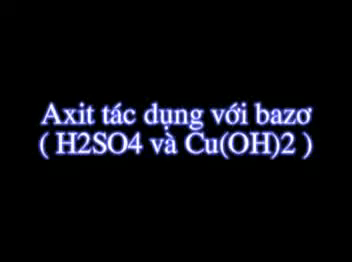 Axit tác dụng với bazơ
( H2SO4 và Cu(OH)2 )